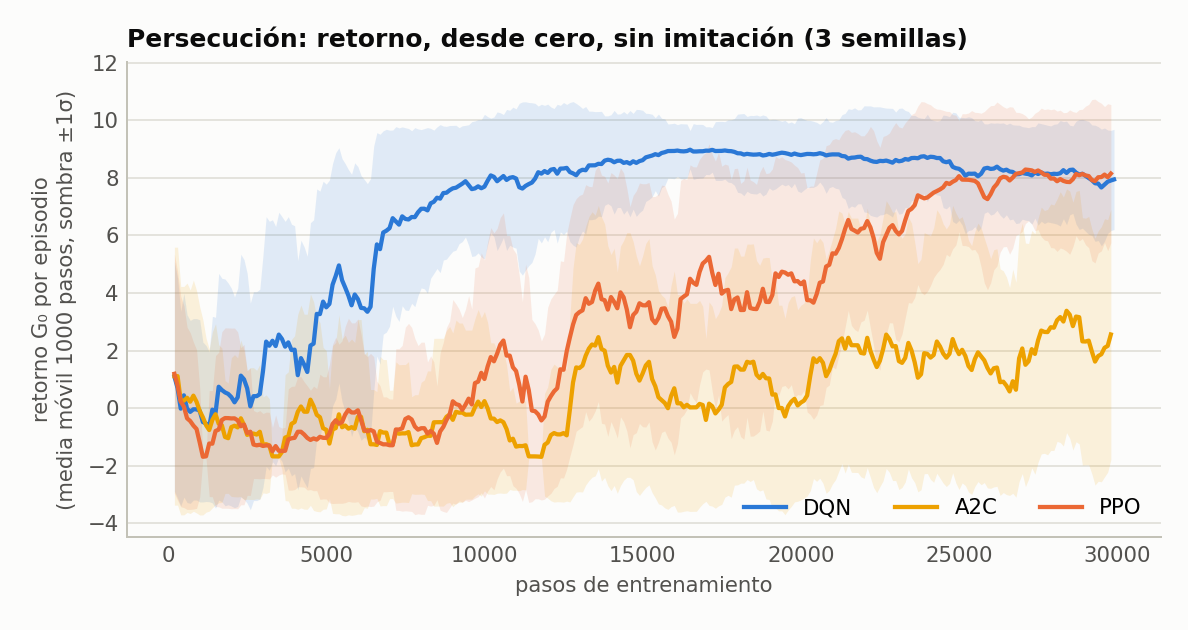 Persecución: retorno, desde cero, sin imitación (3 semillas)
retorno G₀ por episodio
(media móvil 1000 pasos, sombra ±1σ)
12
10
8
6
4
2
0
−2
−4
0 5000 10000 15000 20000 25000 30000
pasos de entrenamiento
DQN A2C PPO